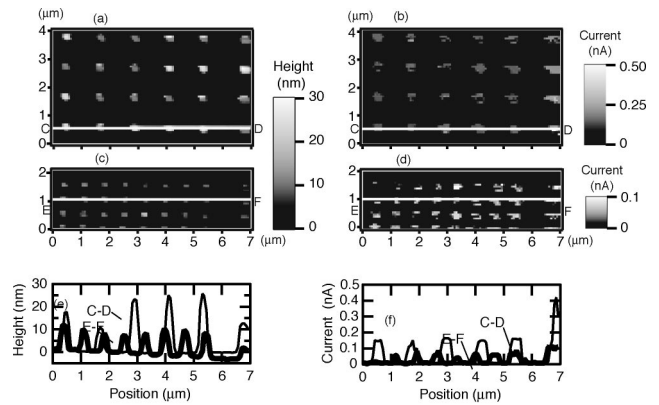 (μm)
(a)
4
3
2
1
0
C
D
Height
(nm)
30
20
10
0
(μm)
(b)
4
3
2
1
0
C
D
Current
(nA)
0.50
0.25
0
(c)
2
1
0
E
F
0 1 2 3 4 5 6 7 (μm)
(d)
2
1
0
E
F
0 1 2 3 4 5 6 7
(μm)
Current
(nA)
0.1
0
(e)
Height (nm)
30
25
20
15
10
5
0
C-D
E-F
0 1 2 3 4 5 6 7
Position (μm)
(f)
Current (nA)
0.5
0.4
0.3
0.2
0.1
0
C-D
E-F
0 1 2 3 4 5 6 7
Position (μm)